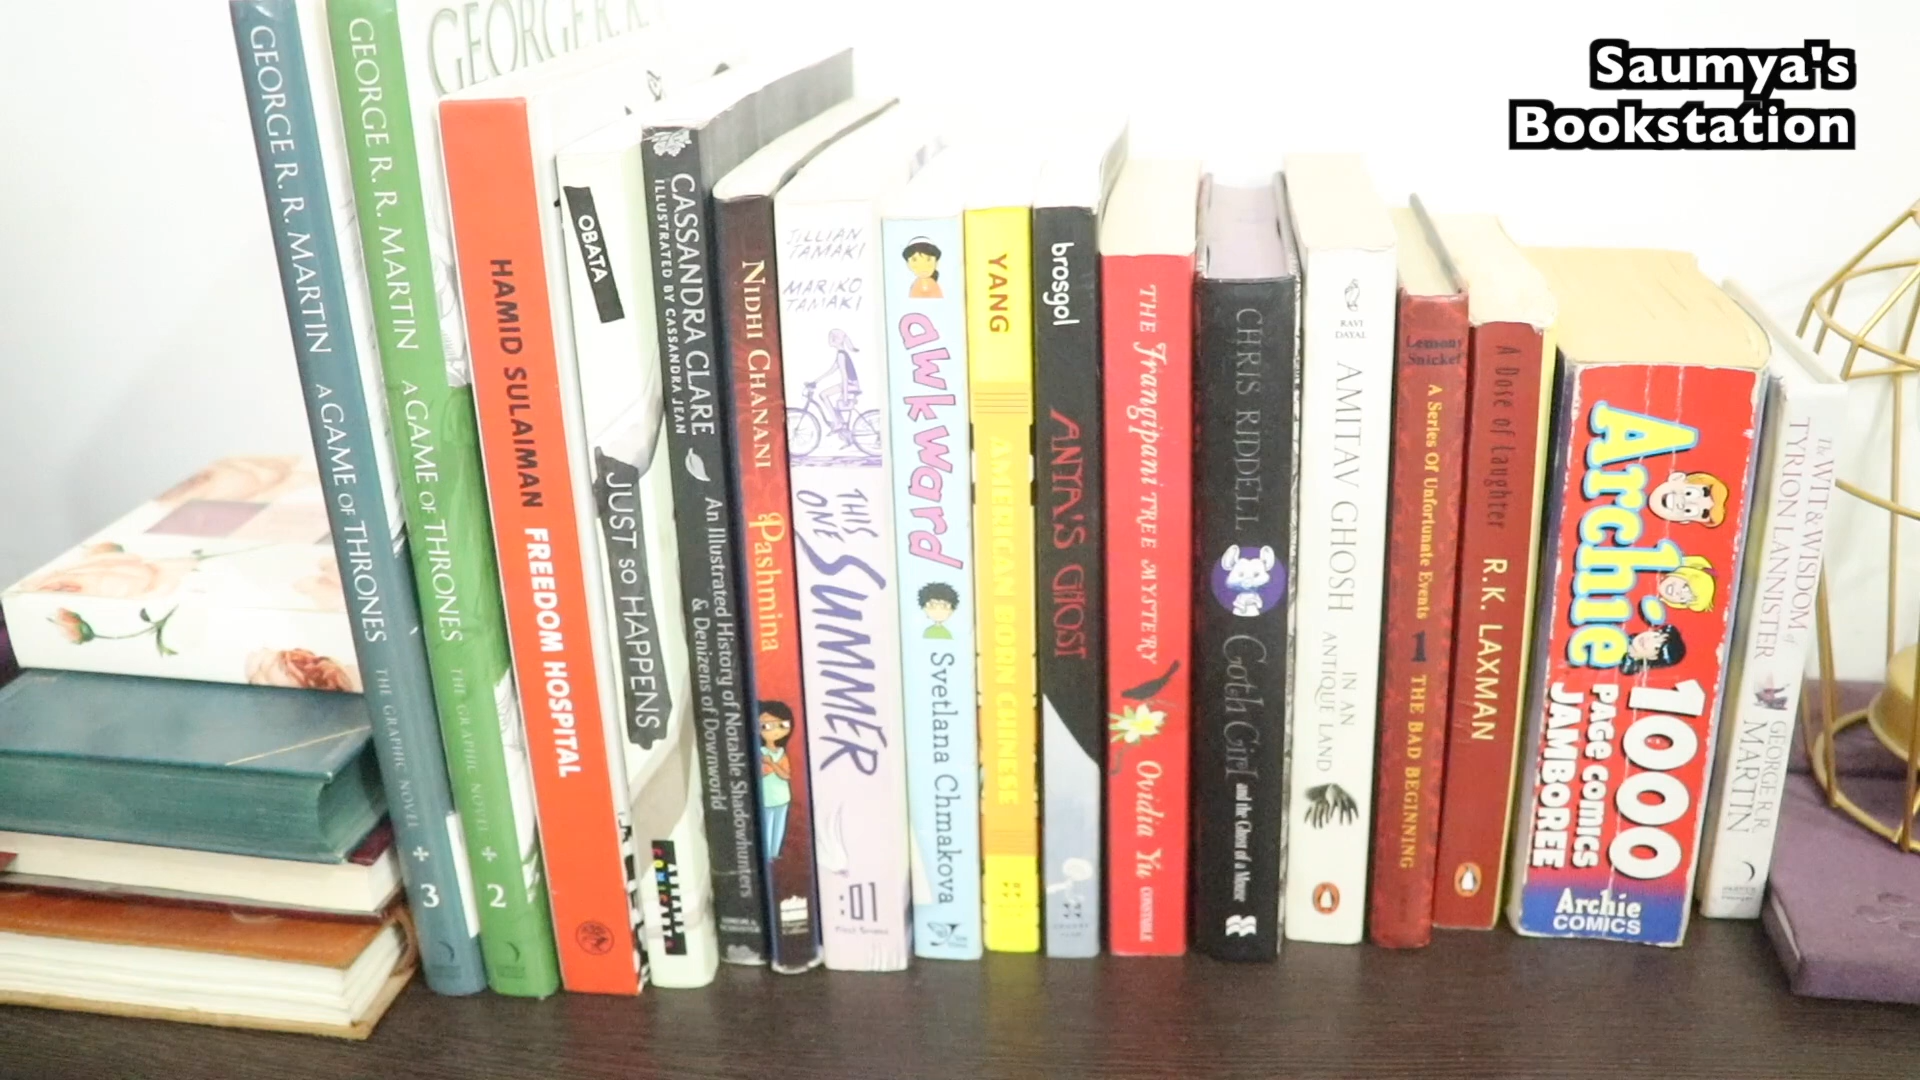 Saumya's
Bookstation
GEORGE R. R. MARTIN A GAME OF THRONES THE GRAPHIC NOVEL 3
GEORGE R. R. MARTIN A GAME OF THRONES THE GRAPHIC NOVEL 2
GEORGE R.R.
HAMID SULAIMAN FREEDOM HOSPITAL
OBATA JUST SO HAPPENS
CASSANDRA CLARE
ILLUSTRATED BY CASSANDRA JEAN
An Illustrated History of Notable Shadowhunters
& Denizens of Downworld
NIDHI CHANANI Pashmina
JILLIAN
TAMAKI
MARIKO
TAMAKI
THIS
ONE SUMMER
awkward Svetlana Chmakova
YANG AMERICAN BORN CHINESE
brosgol ANYA'S GHOST
THE Frangipani TREE MYSTERY Ovidia Yu CONSTABLE
CHRIS RIDDELL Goth Girl and the Ghost of a Mouse
RAVI
DAYAL
AMITAV GHOSH IN AN
ANTIQUE LAND
Lemony
Snicket
A Series Of Unfortunate Events 1 THE BAD BEGINNING
A Dose of Laughter R.K. LAXMAN
Archie 1000
PAGE COMICS
JAMBOREE
Archie
COMICS
The WIT & WISDOM of
TYRION LANNISTER
GEORGE R.R.
MARTIN